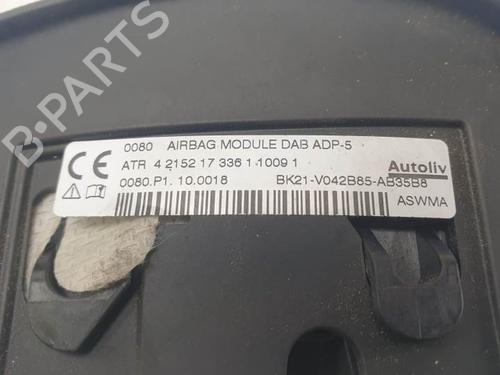 0080 AIRBAG MODULE DAB ADP-5
ATR 4 2152 17 336 1 1009 1
Autoliv
0080.P1. 10.0018 BK21-V042B85-AB35B8
ASWMA
B-PARTS